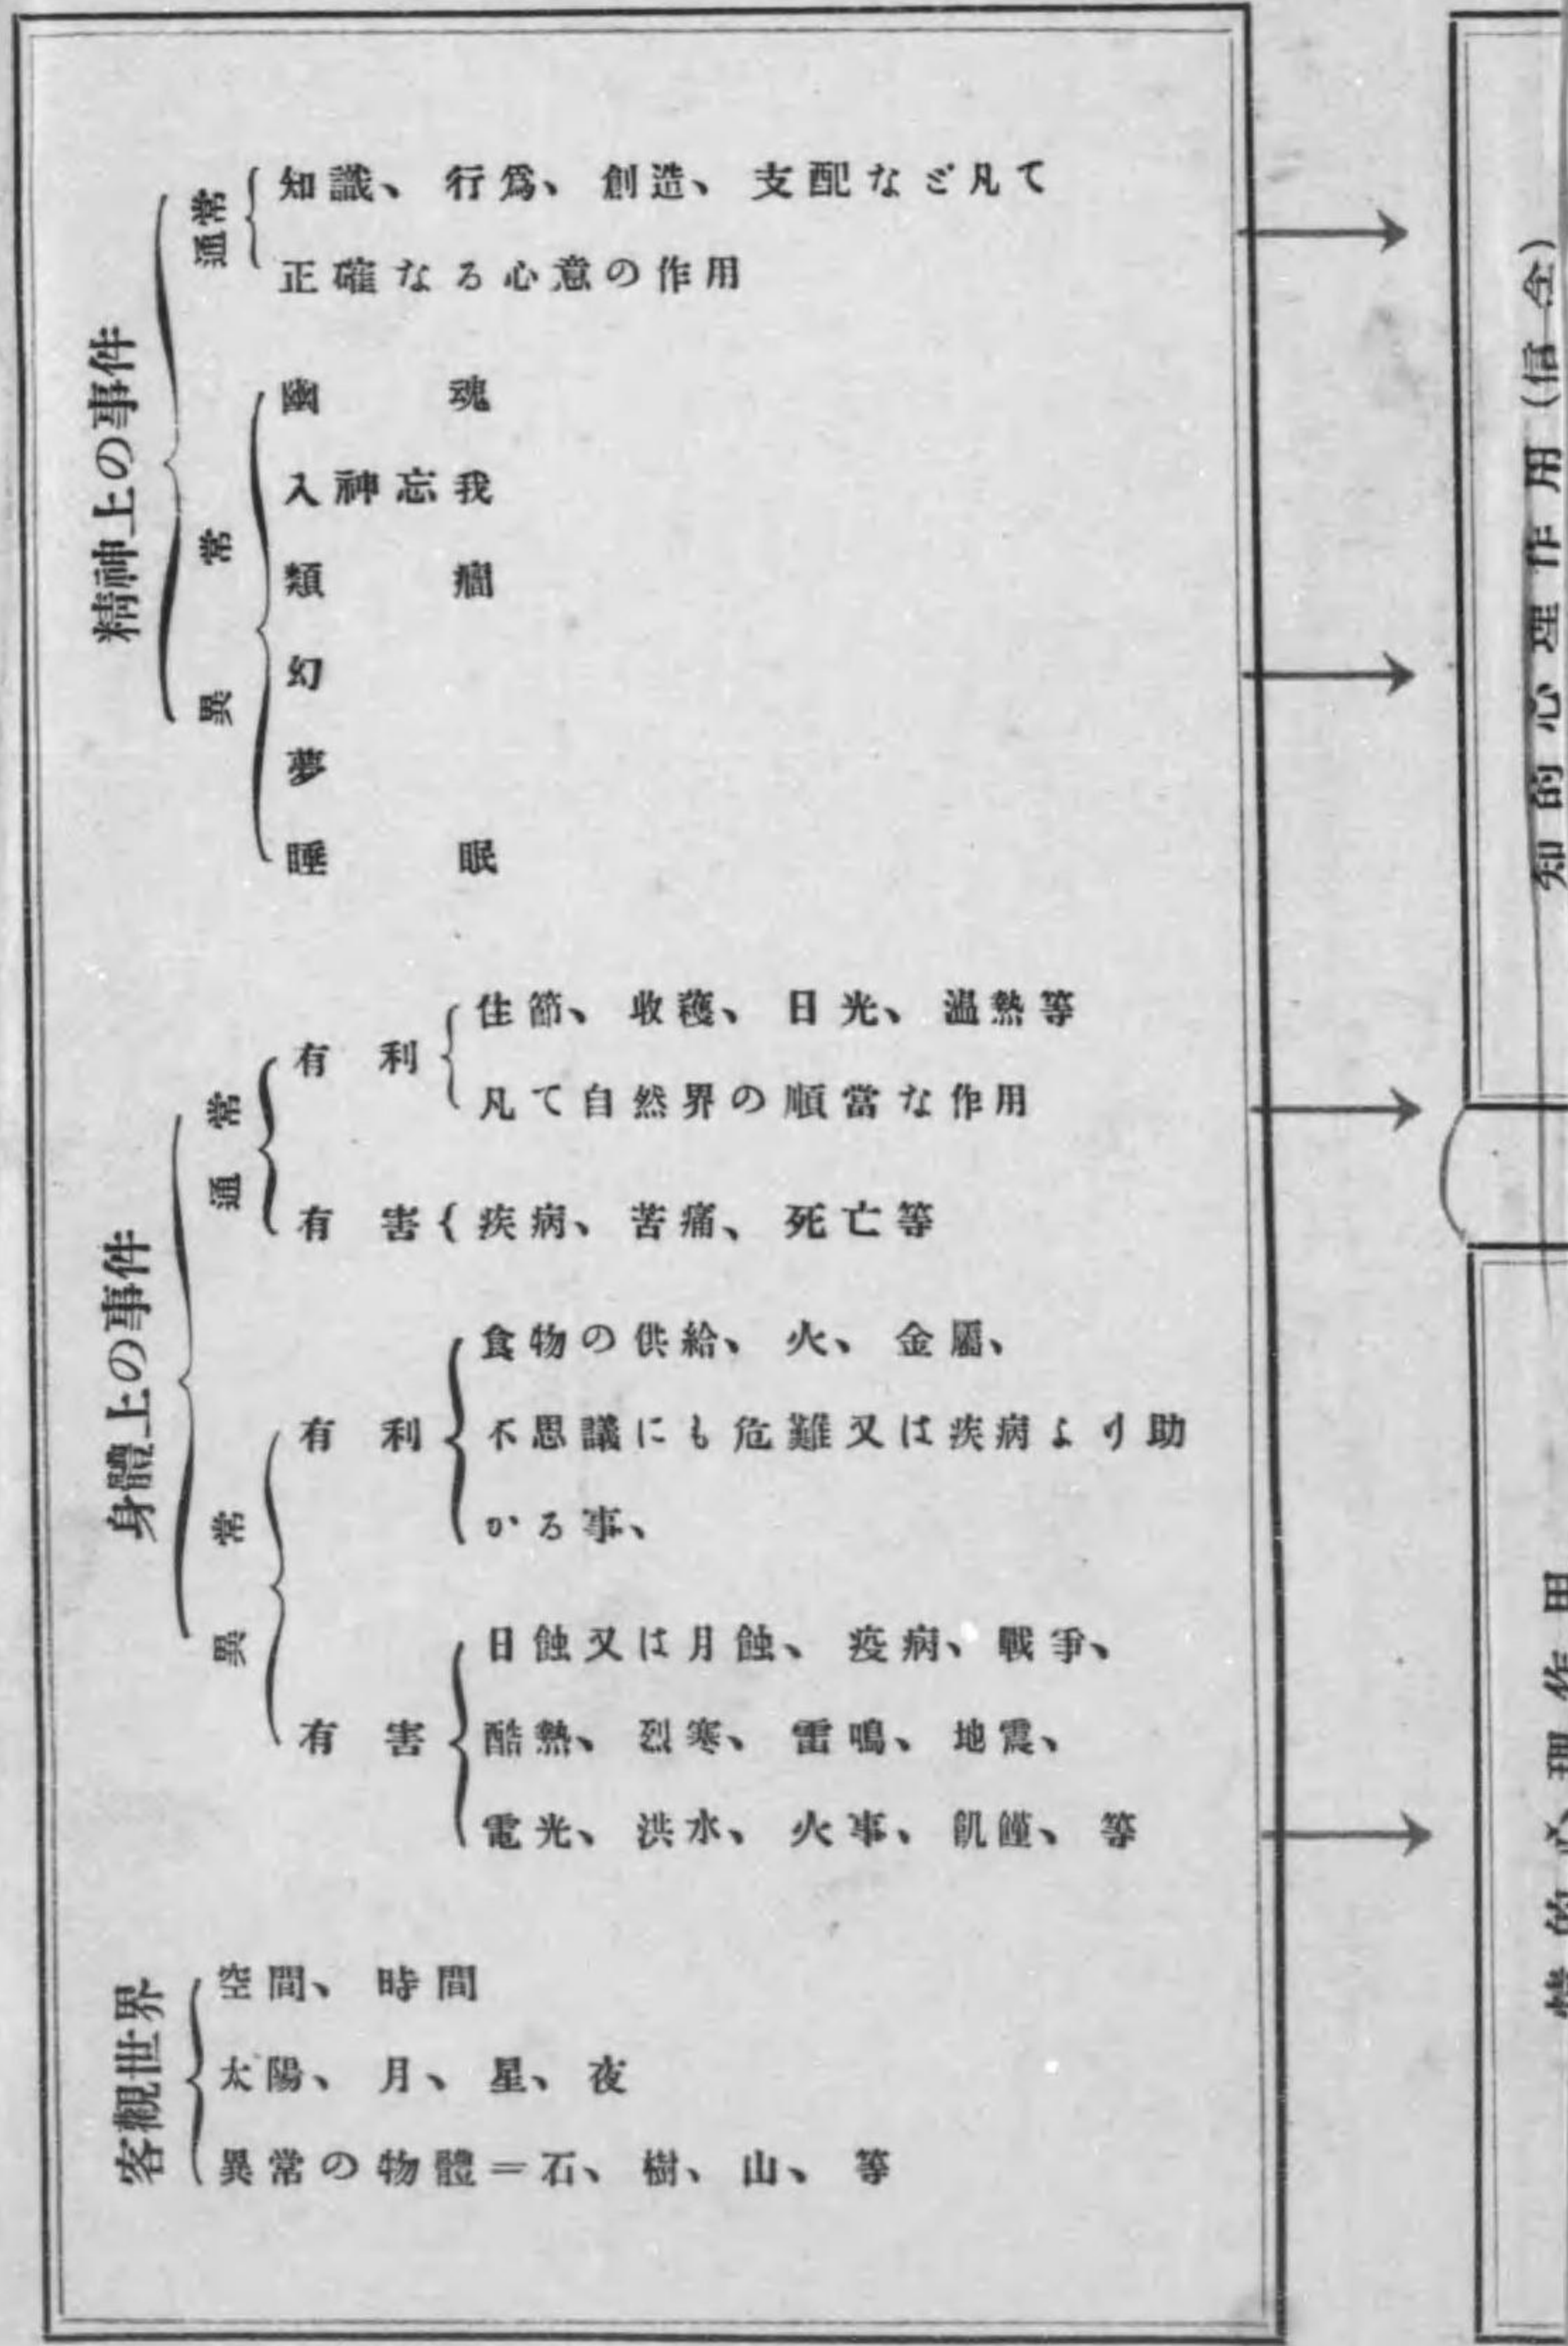 精神上の事件
通常
知識、行爲、創造、支配など凡て
正確なる心意の作用
異常
幽魂
入神忘我
類癎
幻
夢
睡眠
身體上の事件
通常
有利
佳節、收穫、日光、温熱等
凡て自然界の順當な作用
有害
疾病、苦痛、死亡等
異常
有利
食物の供給、火、金屬、
不思議にも危難又は疾病より助
かる事、
有害
日蝕又は月蝕、疫病、戰爭、
酷熱、烈寒、雷鳴、地震、
電光、洪水、火事、飢饉、等
客觀世界
空間、時間
太陽、月、星、夜
異常の物體＝石、樹、山、等
知的心理作用(信仰)
情的心理作用